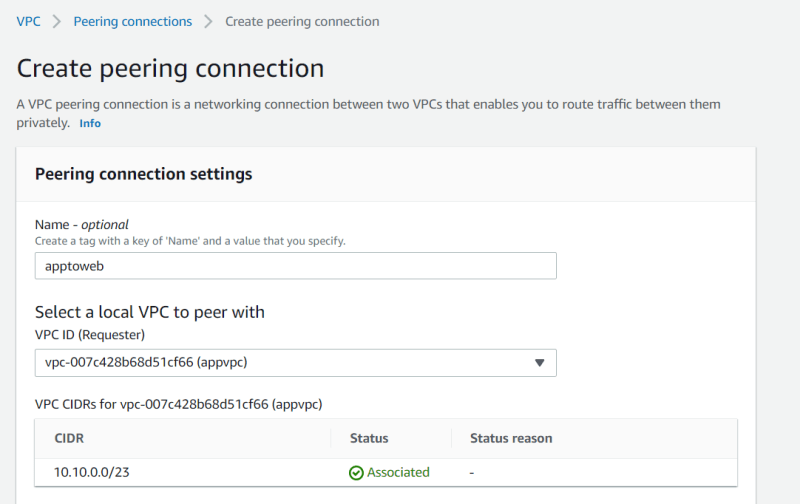 VPC > Peering connections > Create peering connection
Create peering connection
A VPC peering connection is a networking connection between two VPCs that enables you to route traffic between them
privately. Info
Peering connection settings
Name - optional
Create a tag with a key of 'Name' and a value that you specify.
apptoweb
Select a local VPC to peer with
VPC ID (Requester)
vpc-007c428b68d51cf66 (appvpc)
VPC CIDRs for vpc-007c428b68d51cf66 (appvpc)
CIDR Status Status reason
10.10.0.0/23 Associated -